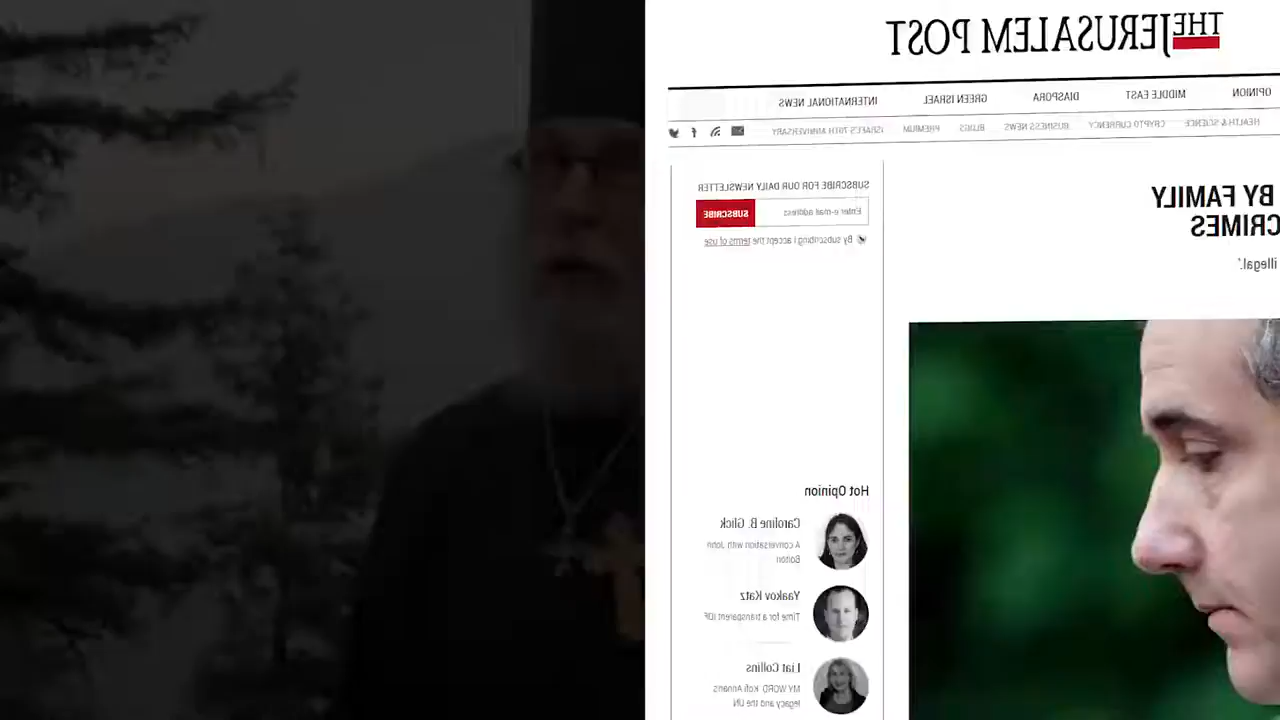 THE JERUSALEM POST
OPINION MIDDLE EAST DIASPORA GREEN ISRAEL INTERNATIONAL NEWS
HEALTH & SCIENCE CRYPTO CURRENCY BUSINESS NEWS BLOGS PREMIUM ISRAEL'S 70TH ANNIVERSARY
BY FAMILY
CRIMES
illegal.'
SUBSCRIBE FOR OUR DAILY NEWSLETTER
Enter e-mail address SUBSCRIBE
By subscribing I accept the terms of use
Hot Opinion
Caroline B. Glick
A conversation with John
Bolton
Yaakov Katz
Time for a transparent IDF
Liat Collins
MY WORD: Kofi Annan's
legacy and the UN